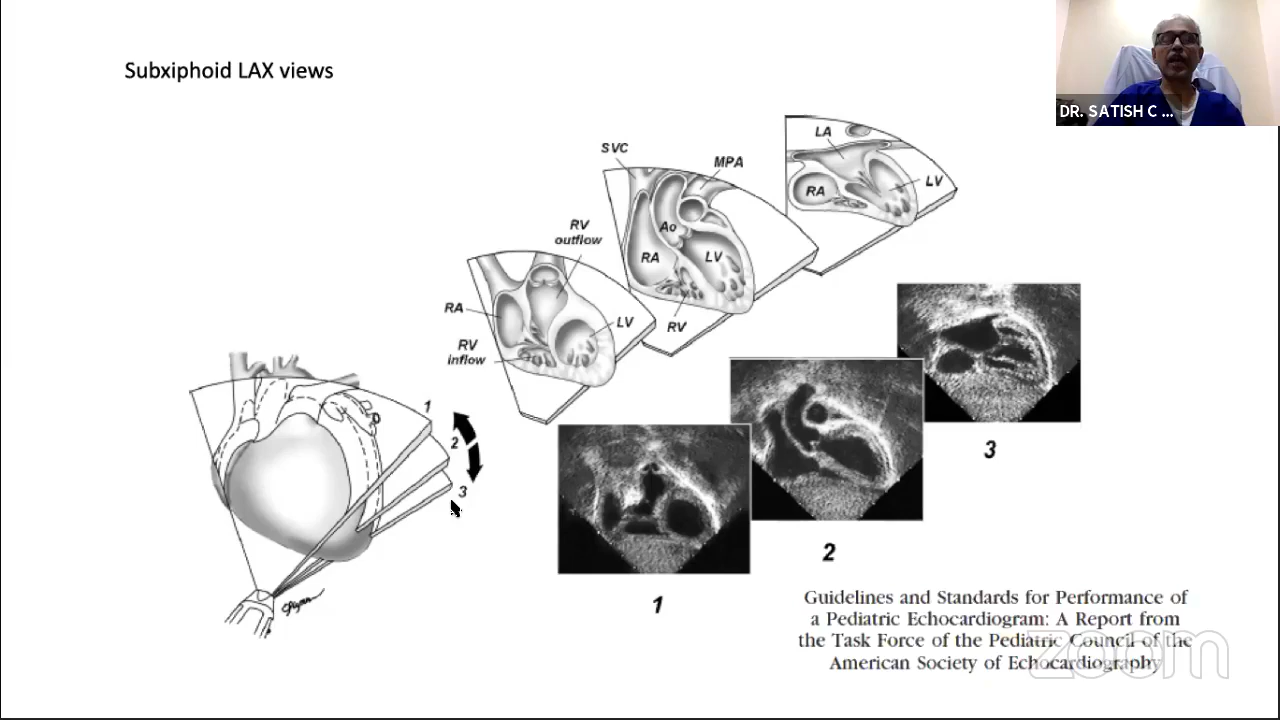 Subxiphoid LAX views
DR. SATISH C ...
SVC
MPA
LA
RA
LV
RV
outflow
Ao
RA
LV
RA
LV
RV
inflow
RV
1
2
3
1
2
3
Guidelines and Standards for Performance of
a Pediatric Echocardiogram: A Report from
the Task Force of the Pediatric Council of the
American Society of Echocardiography
zoom